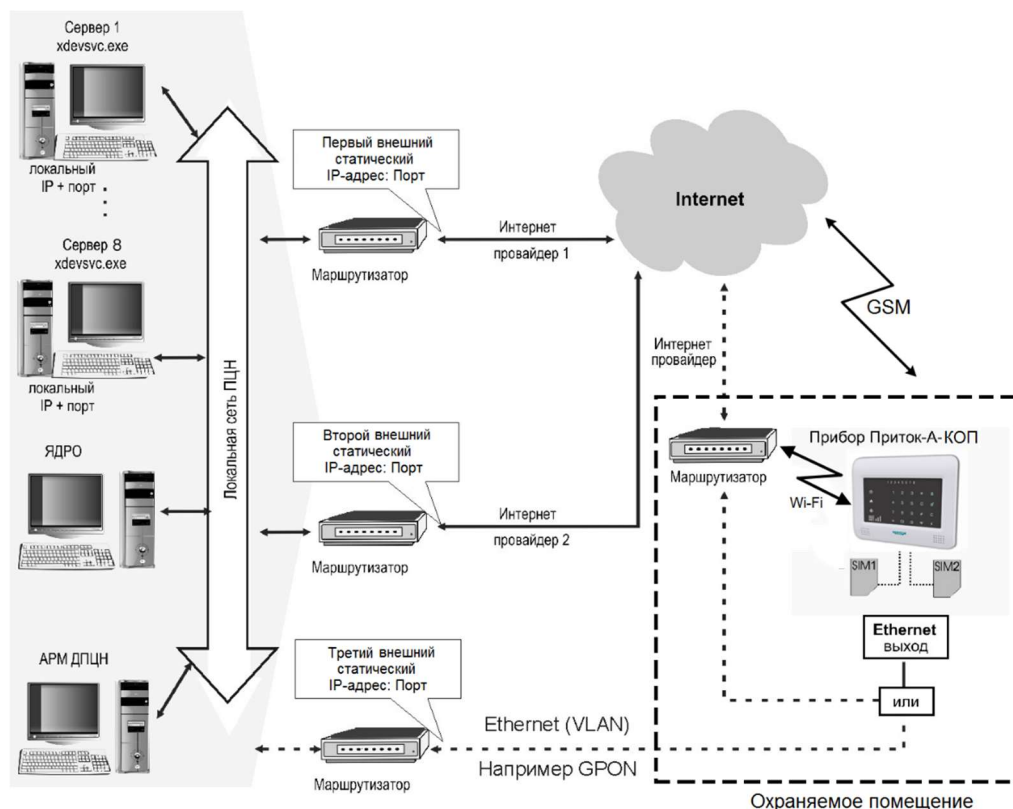 Сервер 1
xdevsvc.exe
локальный
IP + порт
Сервер 8
xdevsvc.exe
локальный
IP + порт
ЯДРО
АРМ ДПЦН
Локальная сеть ПЦН
Первый внешний
статический
IP-адрес: Порт
Маршрутизатор
Интернет
провайдер 1
Второй внешний
статический
IP-адрес: Порт
Маршрутизатор
Интернет
провайдер 2
Третий внешний
статический
IP-адрес: Порт
Маршрутизатор
Ethernet (VLAN)
Например GPON
Internet
GSM
Интернет
провайдер
Маршрутизатор
Прибор Приток-А-КОП
Wi-Fi
SIM1
SIM2
Ethernet
выход
или
Охраняемое помещение